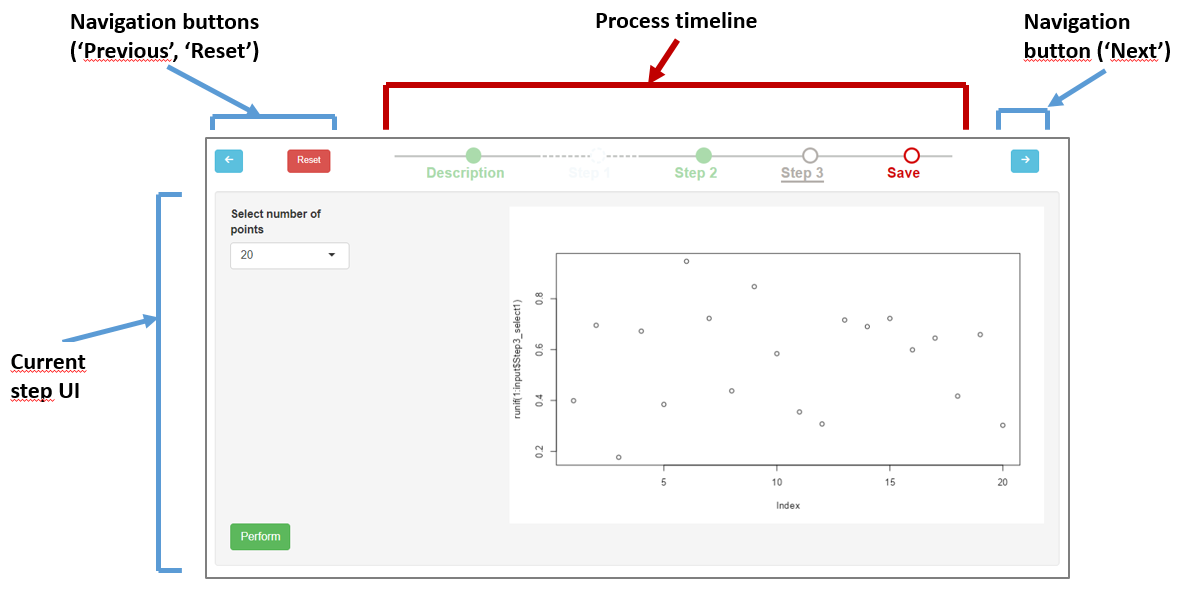 Navigation buttons
(‘Previous’, ‘Reset’)
Process timeline
Navigation
button (‘Next’)
←
Reset
Description
Step 1
Step 2
Step 3
Save
→
Current
step UI
Select number of
points
20
runif(1:input$Step3_select1)
0.8
0.6
0.4
0.2
5
10
15
20
Index
Perform